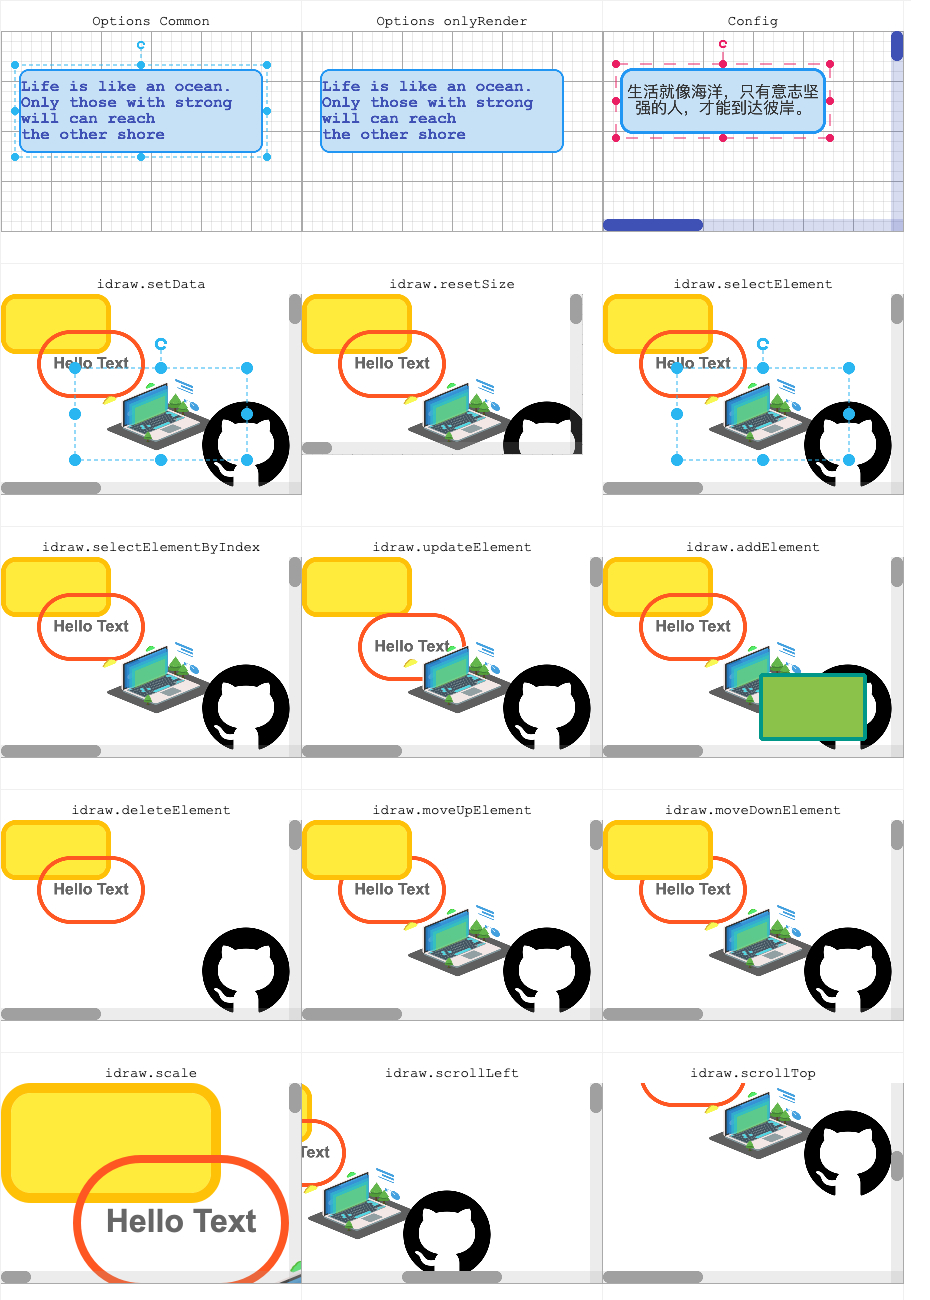 Options Common
Options onlyRender
Config
Life is like an ocean.
Only those with strong
will can reach
the other shore
Life is like an ocean.
Only those with strong
will can reach
the other shore
生活就像海洋，只有意志坚
强的人，才能到达彼岸。
idraw.setData
idraw.resetSize
idraw.selectElement
Hello Text
Hello Text
Hello Text
idraw.selectElementByIndex
idraw.updateElement
idraw.addElement
Hello Text
Hello Text
Hello Text
idraw.deleteElement
idraw.moveUpElement
idraw.moveDownElement
Hello Text
Hello Text
Hello Text
idraw.scale
idraw.scrollLeft
idraw.scrollTop
Hello Text
Text